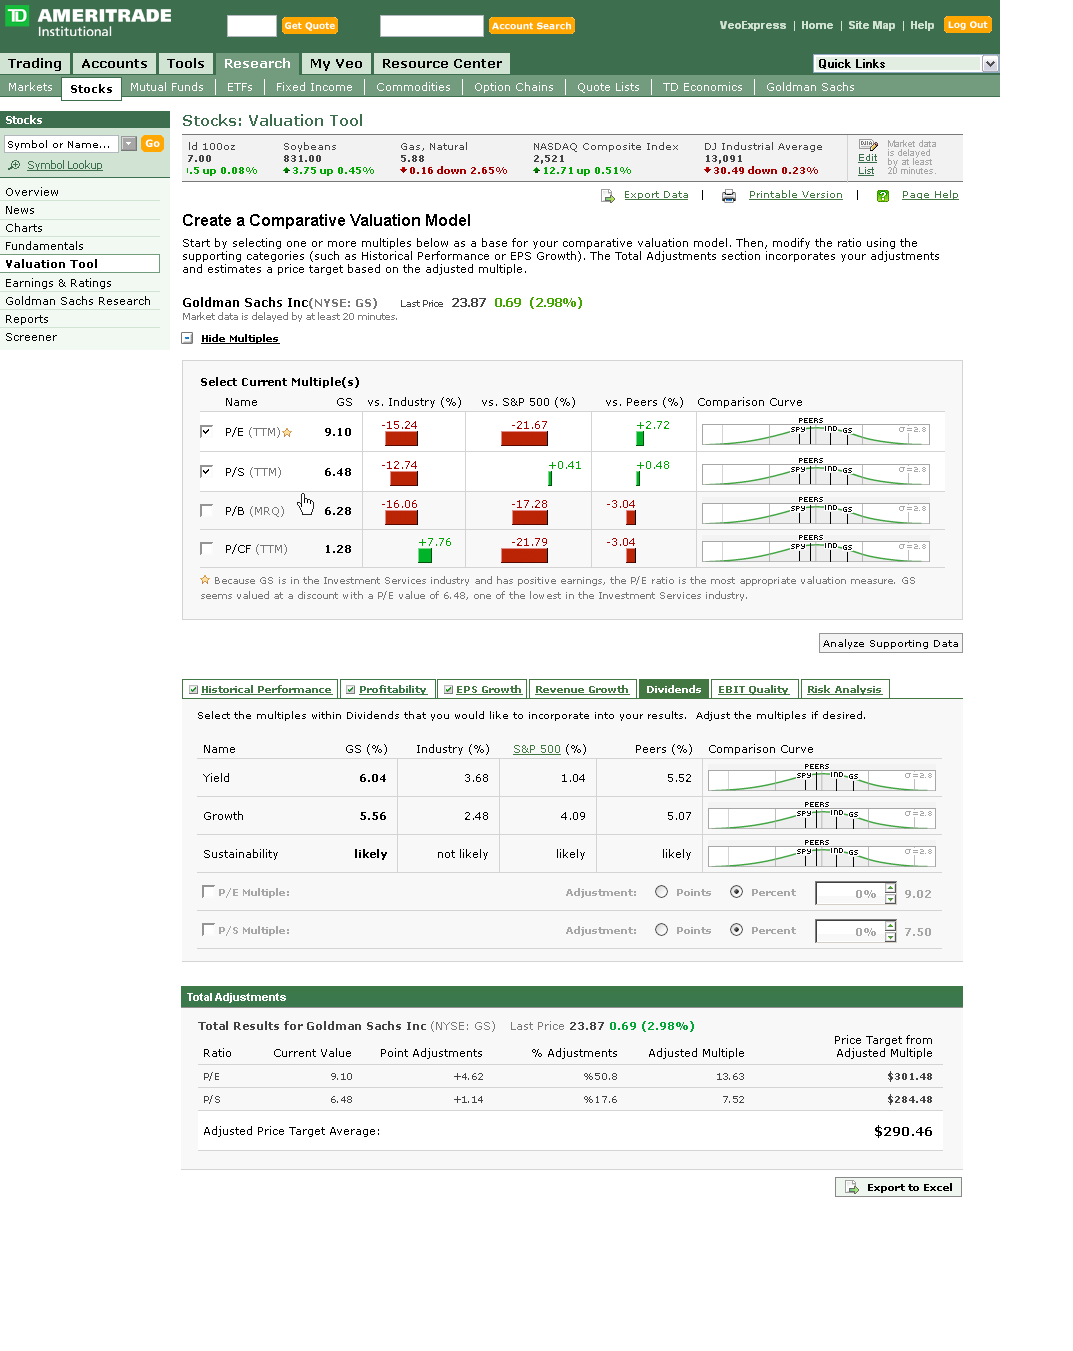 TD AMERITRADE
Institutional
Get Quote
Account Search
VeoExpress | Home | Site Map | Help
Log Out
Trading Accounts Tools Research My Veo Resource Center
Quick Links
Markets Stocks Mutual Funds ETFs Fixed Income Commodities Option Chains Quote Lists TD Economics Goldman Sachs
Stocks
Symbol or Name...
Go
Symbol Lookup
Overview
News
Charts
Fundamentals
Valuation Tool
Earnings & Ratings
Goldman Sachs Research
Reports
Screener
Stocks: Valuation Tool
ld 100oz Soybeans Gas, Natural NASDAQ Composite Index DJ Industrial Average
7.00 831.00 5.88 2,521 13,091
.5 up 0.08% 3.75 up 0.45% 0.16 down 2.65% 12.71 up 0.51% 30.49 down 0.23%
Edit
List
Market data
is delayed
by at least
20 minutes.
Export Data | Printable Version | Page Help
Create a Comparative Valuation Model
Start by selecting one or more multiples below as a base for your comparative valuation model. Then, modify the ratio using the
supporting categories (such as Historical Performance or EPS Growth). The Total Adjustments section incorporates your adjustments
and estimates a price target based on the adjusted multiple.
Goldman Sachs Inc(NYSE: GS) Last Price 23.87 0.69 (2.98%)
Market data is delayed by at least 20 minutes.
Hide Multiples
Select Current Multiple(s)
Name GS vs. Industry (%) vs. S&P 500 (%) vs. Peers (%) Comparison Curve
P/E (TTM) 9.10 -15.24 -21.67 +2.72 PEERS SPY IND GS σ=2.8
P/S (TTM) 6.48 -12.74 +0.41 +0.48 PEERS SPY IND GS σ=2.8
P/B (MRQ) 6.28 -16.06 -17.28 -3.04 PEERS SPY IND GS σ=2.8
P/CF (TTM) 1.28 +7.76 -21.79 -3.04 PEERS SPY IND GS σ=2.8
Because GS is in the Investment Services industry and has positive earnings, the P/E ratio is the most appropriate valuation measure. GS
seems valued at a discount with a P/E value of 6.48, one of the lowest in the Investment Services industry.
Analyze Supporting Data
Historical Performance Profitability EPS Growth Revenue Growth Dividends EBIT Quality Risk Analysis
Select the multiples within Dividends that you would like to incorporate into your results. Adjust the multiples if desired.
Name GS (%) Industry (%) S&P 500 (%) Peers (%) Comparison Curve
Yield 6.04 3.68 1.04 5.52 PEERS SPY IND GS σ=2.8
Growth 5.56 2.48 4.09 5.07 PEERS SPY IND GS σ=2.8
Sustainability likely not likely likely likely PEERS SPY IND GS σ=2.8
P/E Multiple: Adjustment: Points Percent 0% 9.02
P/S Multiple: Adjustment: Points Percent 0% 7.50
Total Adjustments
Total Results for Goldman Sachs Inc (NYSE: GS) Last Price 23.87 0.69 (2.98%)
Ratio Current Value Point Adjustments % Adjustments Adjusted Multiple Price Target from Adjusted Multiple
P/E 9.10 +4.62 %50.8 13.63 $301.48
P/S 6.48 +1.14 %17.6 7.52 $284.48
Adjusted Price Target Average: $290.46
Export to Excel